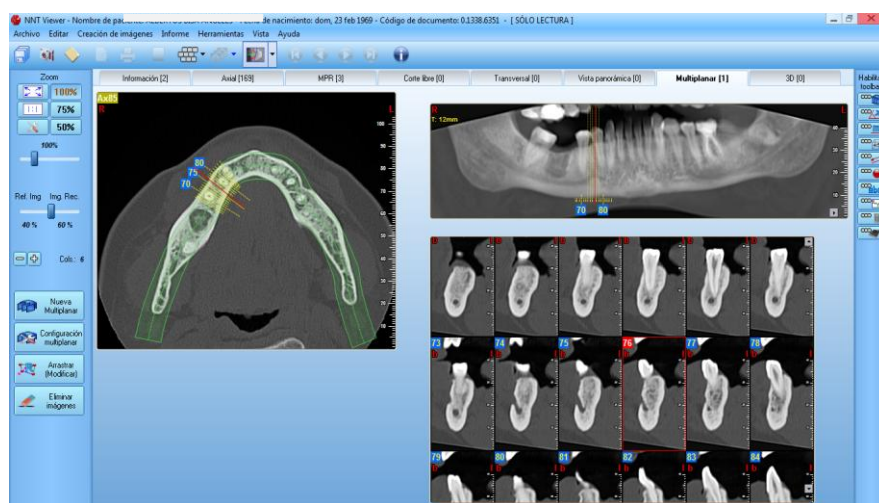 NNT Viewer - Nombre de
de nacimiento: dom, 23 feb 1969 - Código de documento: 0.1338.6351 - [ SÓLO LECTURA ]
Archivo Editar Creación de imágenes Informe Herramientas Vista Ayuda
Zoom
100%
75%
50%
100%
Ref. Img Img. Rec.
40 % 60 %
Cols.: 6
Nueva Multiplanar
Configuración multiplanar
Arrastrar (Modificar)
Eliminar imágenes
Información [2] Axial [169] MPR [3] Corte libre [0] Transversal [0] Vista panorámica [0] Multiplanar [1] 3D [0]
Ax85
R L
80
75
70
R L
T: 12mm
70 80
73 74 75 76 77 78
79 80 81 82 83 84